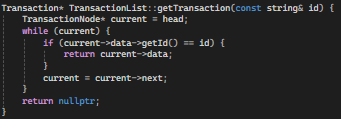 Transaction* TransactionList::getTransaction(const string& id) {
    TransactionNode* current = head;
    while (current) {
        if (current->data->getId() == id) {
            return current->data;
        }
        current = current->next;
    }
    return nullptr;
}